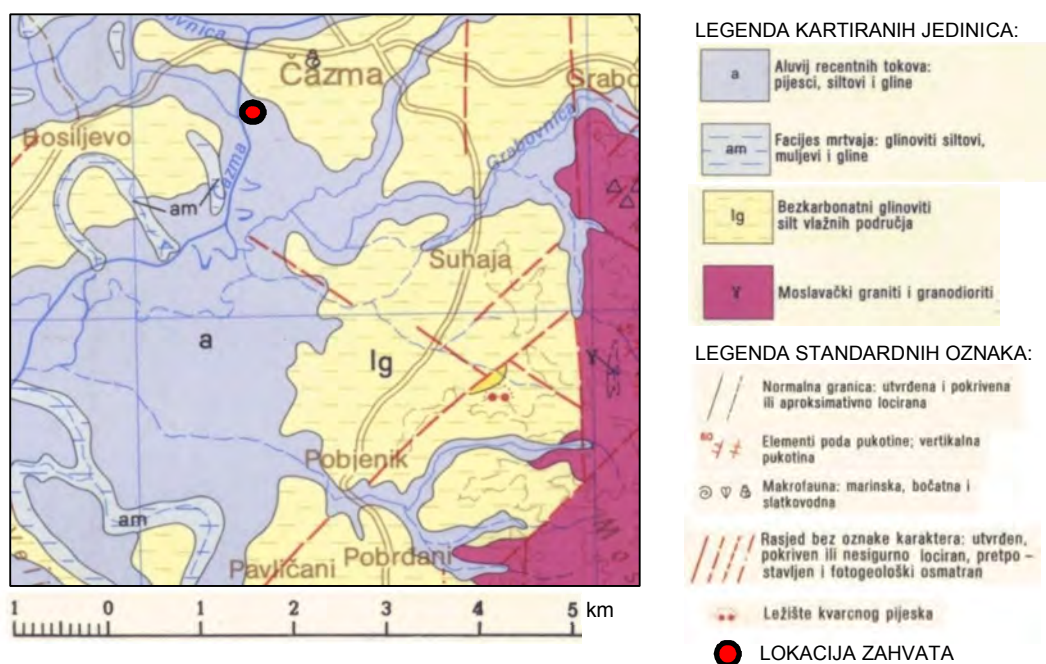 Grabovnica
Čazma
Grabo
Bosiljevo
Čazma
am
Grabovnica
Suhaja
a
lg
Pobjenik
am
Pavličani
Pobrđani
1 0 1 2 3 4 5 km
LEGENDA KARTIRANIH JEDINICA:
a
Aluvij recentnih tokova:
pijesci, siltovi i gline
am
Facijes mrtvaja: glinoviti siltovi,
muljevi i gline
lg
Bezkarbonatni glinoviti
silt vlažnih područja
γ
Moslavački graniti i granodioriti
LEGENDA STANDARDNIH OZNAKA:
Normalna granica: utvrđena i pokrivena
ili aproksimativno locirana
80
Elementi poda pukotine; vertikalna
pukotina
Makrofauna: marinska, boćatna i
slatkovodna
Rasjed bez oznake karaktera: utvrđen,
pokriven ili nesigurno lociran, pretpo-
stavljen i fotogeološki osmatran
Ležište kvarcnog pijeska
LOKACIJA ZAHVATA